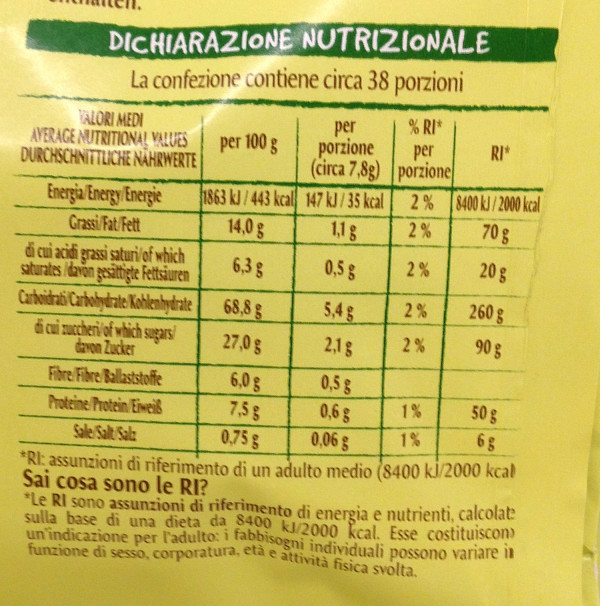 DICHIARAZIONE NUTRIZIONALE
La confezione contiene circa 38 porzioni
VALORI MEDI
AVERAGE NUTRITIONAL VALUES
DURCHSCHNITTLICHE NÄHRWERTE
per 100 g
per
porzione
(circa 7,8g)
% RI*
per
porzione
RI*
Energia/Energy/Energie 1863 kJ / 443 kcal 147 kJ / 35 kcal 2 % 8400 kJ / 2000 kcal
Grassi/Fat/Fett 14,0 g 1,1 g 2 % 70 g
di cui acidi grassi saturi/of which
saturates /davon gesättigte Fettsäuren 6,3 g 0,5 g 2 % 20 g
Carboidrati/Carbohydrate/Kohlenhydrate 68,8 g 5,4 g 2 % 260 g
di cui zuccheri/of which sugars/
davon Zucker 27,0 g 2,1 g 2 % 90 g
Fibre/Fibre/Ballaststoffe 6,0 g 0,5 g
Proteine/Protein/Eiweiß 7,5 g 0,6 g 1 % 50 g
Sale/Salt/Salz 0,75 g 0,06 g 1 % 6 g
*RI: assunzioni di riferimento di un adulto medio (8400 kJ/2000 kcal
Sai cosa sono le RI?
*Le RI sono assunzioni di riferimento di energia e nutrienti, calcolate
sulla base di una dieta da 8400 kJ/2000 kcal. Esse costituiscono
un'indicazione per l'adulto: i fabbisogni individuali possono variare in
funzione di sesso, corporatura, età e attività fisica svolta.